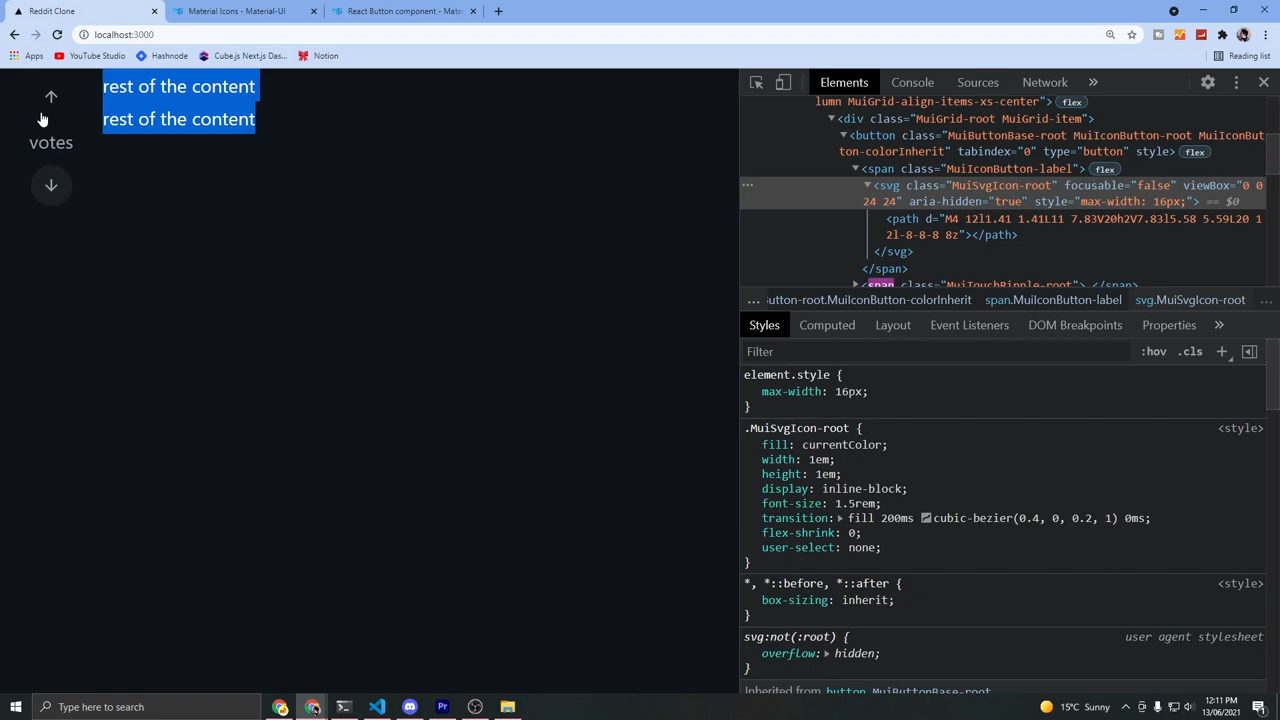 Reddit Clone
Material Icons - Material-UI
React Button component - Mate
localhost:3000
Apps
YouTube Studio
Hashnode
Cube.js Next.js Das...
Notion
Reading list
rest of the content
rest of the content
votes
Elements
Console
Sources
Network
lumn MuiGrid-align-items-xs-center"> flex
<div class="MuiGrid-root MuiGrid-item">
<button class="MuiButtonBase-root MuiIconButton-root MuiIconBut
ton-colorInherit" tabindex="0" type="button" style> flex
<span class="MuiIconButton-label"> flex
<svg class="MuiSvgIcon-root" focusable="false" viewBox="0 0
24 24" aria-hidden="true" style="max-width: 16px;"> == $0
<path d="M4 12l1.41 1.41L11 7.83V20h2V7.83l5.58 5.59L20 1
2l-8-8-8 8z"></path>
</svg>
</span>
<span class="MuiTouchRipple-root"> </span>
... utton-root.MuiIconButton-colorInherit
span.MuiIconButton-label
svg.MuiSvgIcon-root
...
Styles
Computed
Layout
Event Listeners
DOM Breakpoints
Properties
Filter
:hov
.cls
element.style {
max-width: 16px;
}
.MuiSvgIcon-root {
<style>
fill: currentColor;
width: 1em;
height: 1em;
display: inline-block;
font-size: 1.5rem;
transition: fill 200ms cubic-bezier(0.4, 0, 0.2, 1) 0ms;
flex-shrink: 0;
user-select: none;
}
*, *::before, *::after {
<style>
box-sizing: inherit;
}
svg:not(:root) {
user agent stylesheet
overflow: hidden;
}
Inherited from button.MuiButtonBase-root
Type here to search
15°C Sunny
12:11 PM
13/06/2021